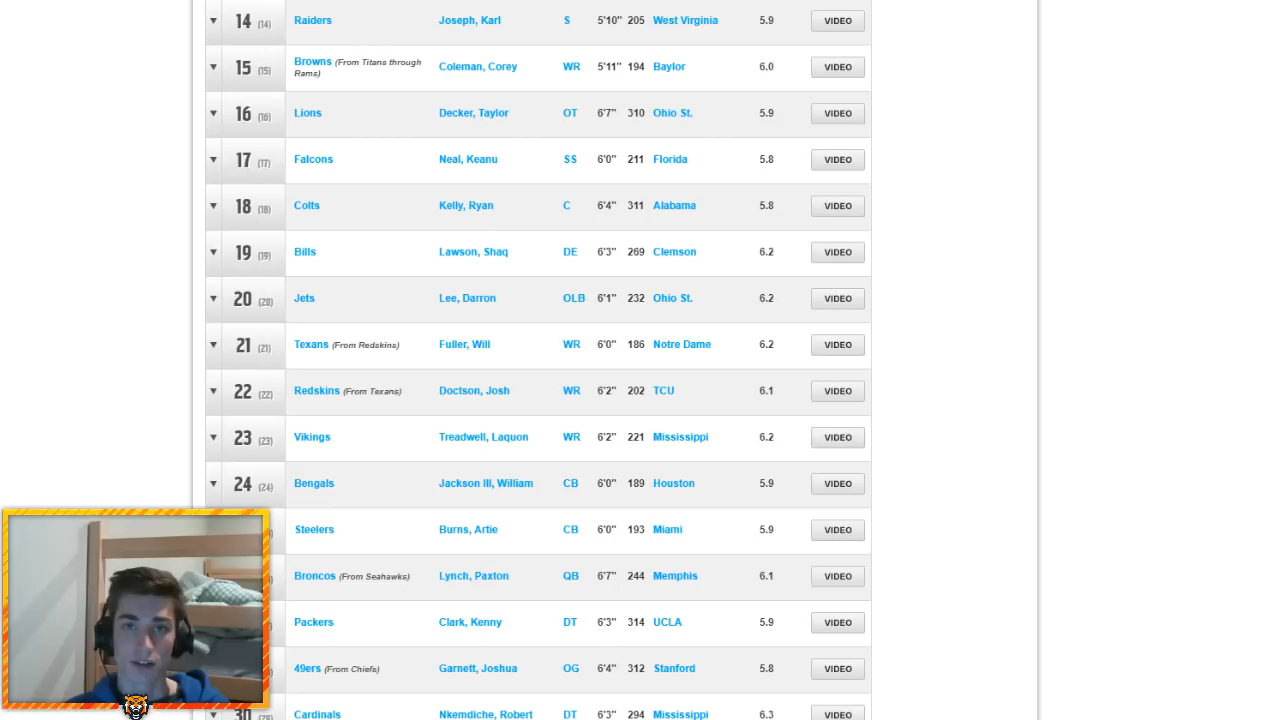 14 (14) Raiders Joseph, Karl S 5'10" 205 West Virginia 5.9 VIDEO
15 (15) Browns (From Titans through Rams) Coleman, Corey WR 5'11" 194 Baylor 6.0 VIDEO
16 (16) Lions Decker, Taylor OT 6'7" 310 Ohio St. 5.9 VIDEO
17 (17) Falcons Neal, Keanu SS 6'0" 211 Florida 5.8 VIDEO
18 (18) Colts Kelly, Ryan C 6'4" 311 Alabama 5.8 VIDEO
19 (19) Bills Lawson, Shaq DE 6'3" 269 Clemson 6.2 VIDEO
20 (20) Jets Lee, Darron OLB 6'1" 232 Ohio St. 6.2 VIDEO
21 (21) Texans (From Redskins) Fuller, Will WR 6'0" 186 Notre Dame 6.2 VIDEO
22 (22) Redskins (From Texans) Doctson, Josh WR 6'2" 202 TCU 6.1 VIDEO
23 (23) Vikings Treadwell, Laquon WR 6'2" 221 Mississippi 6.2 VIDEO
24 (24) Bengals Jackson III, William CB 6'0" 189 Houston 5.9 VIDEO
Steelers Burns, Artie CB 6'0" 193 Miami 5.9 VIDEO
Broncos (From Seahawks) Lynch, Paxton QB 6'7" 244 Memphis 6.1 VIDEO
Packers Clark, Kenny DT 6'3" 314 UCLA 5.9 VIDEO
49ers (From Chiefs) Garnett, Joshua OG 6'4" 312 Stanford 5.8 VIDEO
30 (29) Cardinals Nkemdiche, Robert DT 6'3" 294 Mississippi 6.3 VIDEO